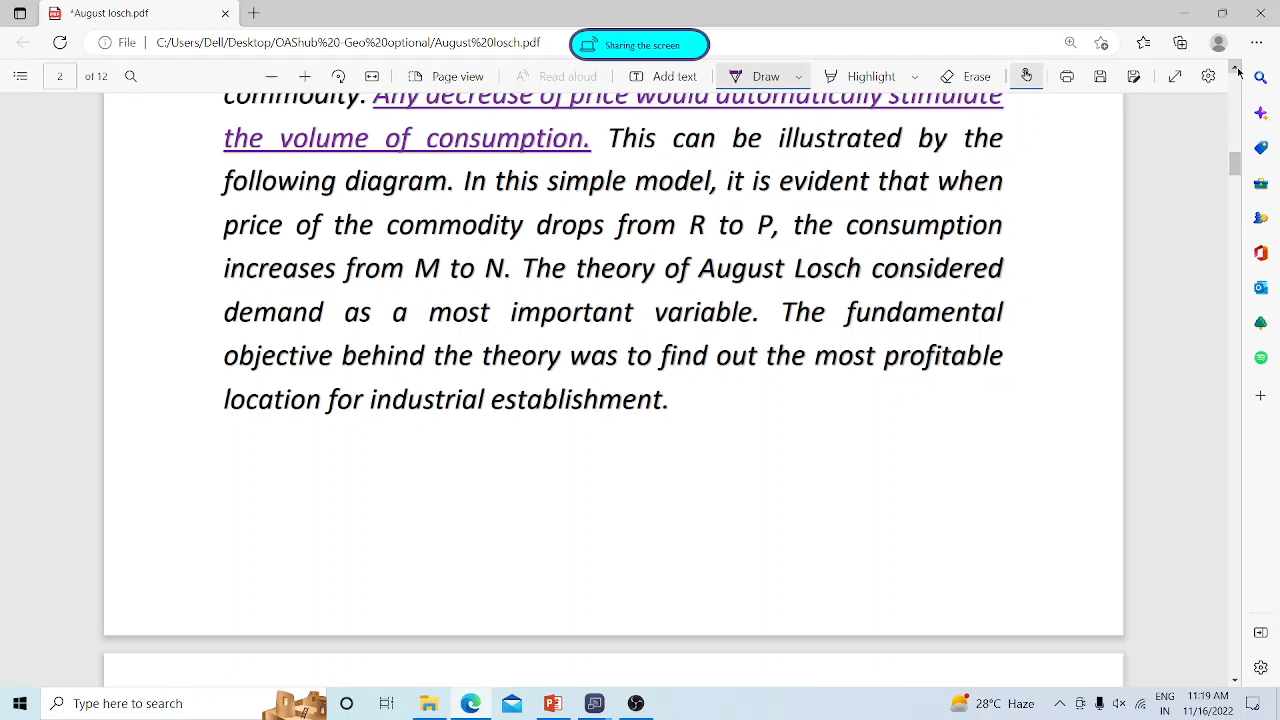 *August losch.pdf
File
C:/Users/Dell/Desktop/OAShub%20.Geo%20optional/August%20losch.pdf
Sharing the screen
2 of 12
Page view
Read aloud
Add text
Draw
Highlight
Erase
commodity. Any decrease of price would automatically stimulate
the volume of consumption. This can be illustrated by the
following diagram. In this simple model, it is evident that when
price of the commodity drops from R to P, the consumption
increases from M to N. The theory of August Losch considered
demand as a most important variable. The fundamental
objective behind the theory was to find out the most profitable
location for industrial establishment.
Type here to search
28°C Haze
ENG
IN
11:19 AM
11/16/2022